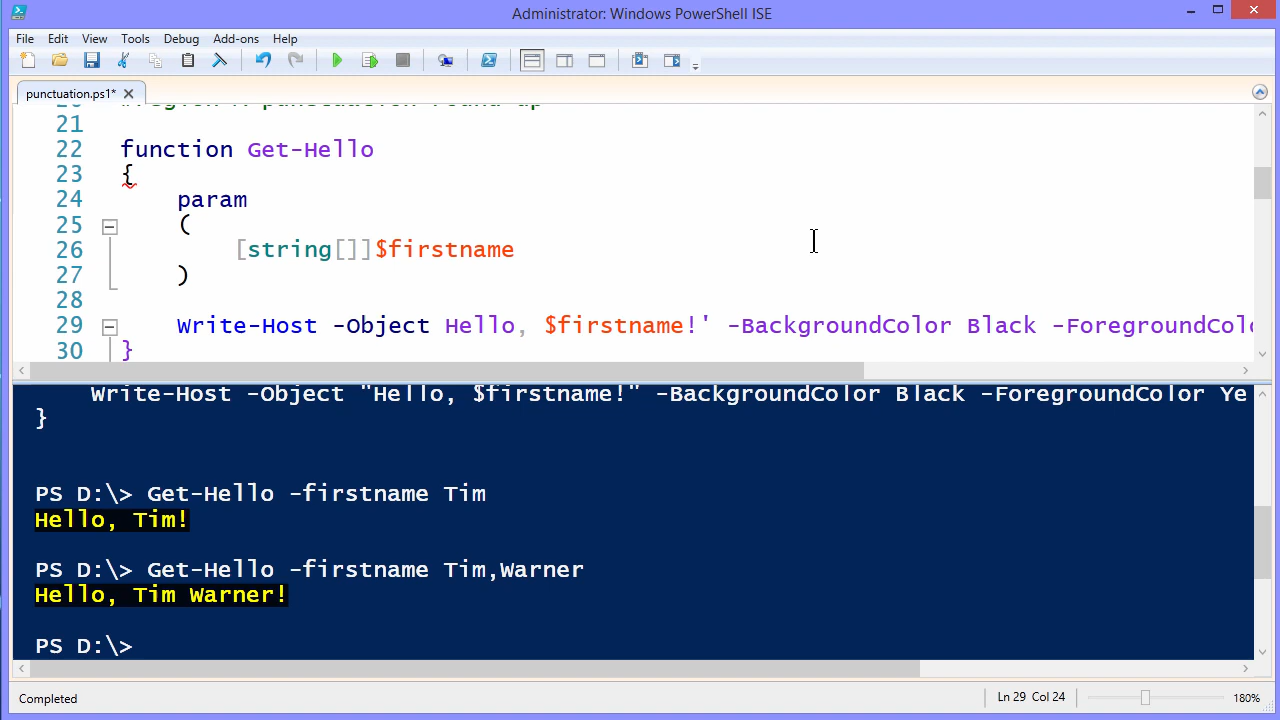 Administrator: Windows PowerShell ISE
File Edit View Tools Debug Add-ons Help
punctuation.ps1*
21
22 function Get-Hello
23 {
24 param
25 (
26 [string[]]$firstname
27 )
28
29 Write-Host -Object Hello, $firstname!' -BackgroundColor Black -ForegroundColo
30 }
Write-Host -Object "Hello, $firstname!" -BackgroundColor Black -ForegroundColor Ye
}
PS D:\> Get-Hello -firstname Tim
Hello, Tim!
PS D:\> Get-Hello -firstname Tim,Warner
Hello, Tim Warner!
PS D:\>
Completed Ln 29 Col 24 180%